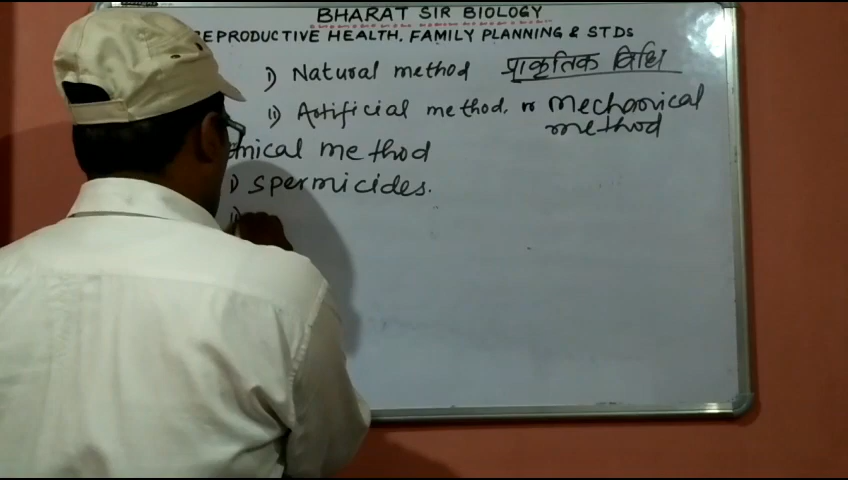 BHARAT SIR BIOLOGY
REPRODUCTIVE HEALTH, FAMILY PLANNING & STDs
i) Natural method प्राकृतिक विधि
ii) Artificial method, or Mechanical
method
mical method
i) spermicides.
ii)